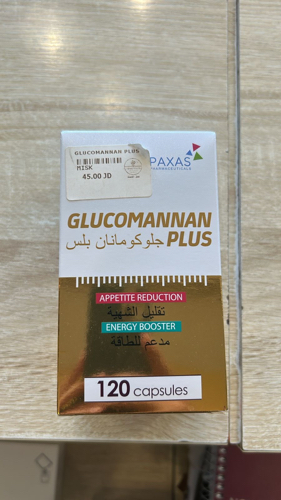 GLUCOMANNAN PLUS
MISK
45.00 JD
PAXAS
PHARMACEUTICALS
GLUCOMANNAN
جلوكومانان بلس PLUS
APPETITE REDUCTION
تقليل الشهية
ENERGY BOOSTER
مدعم للطاقة
120 capsules